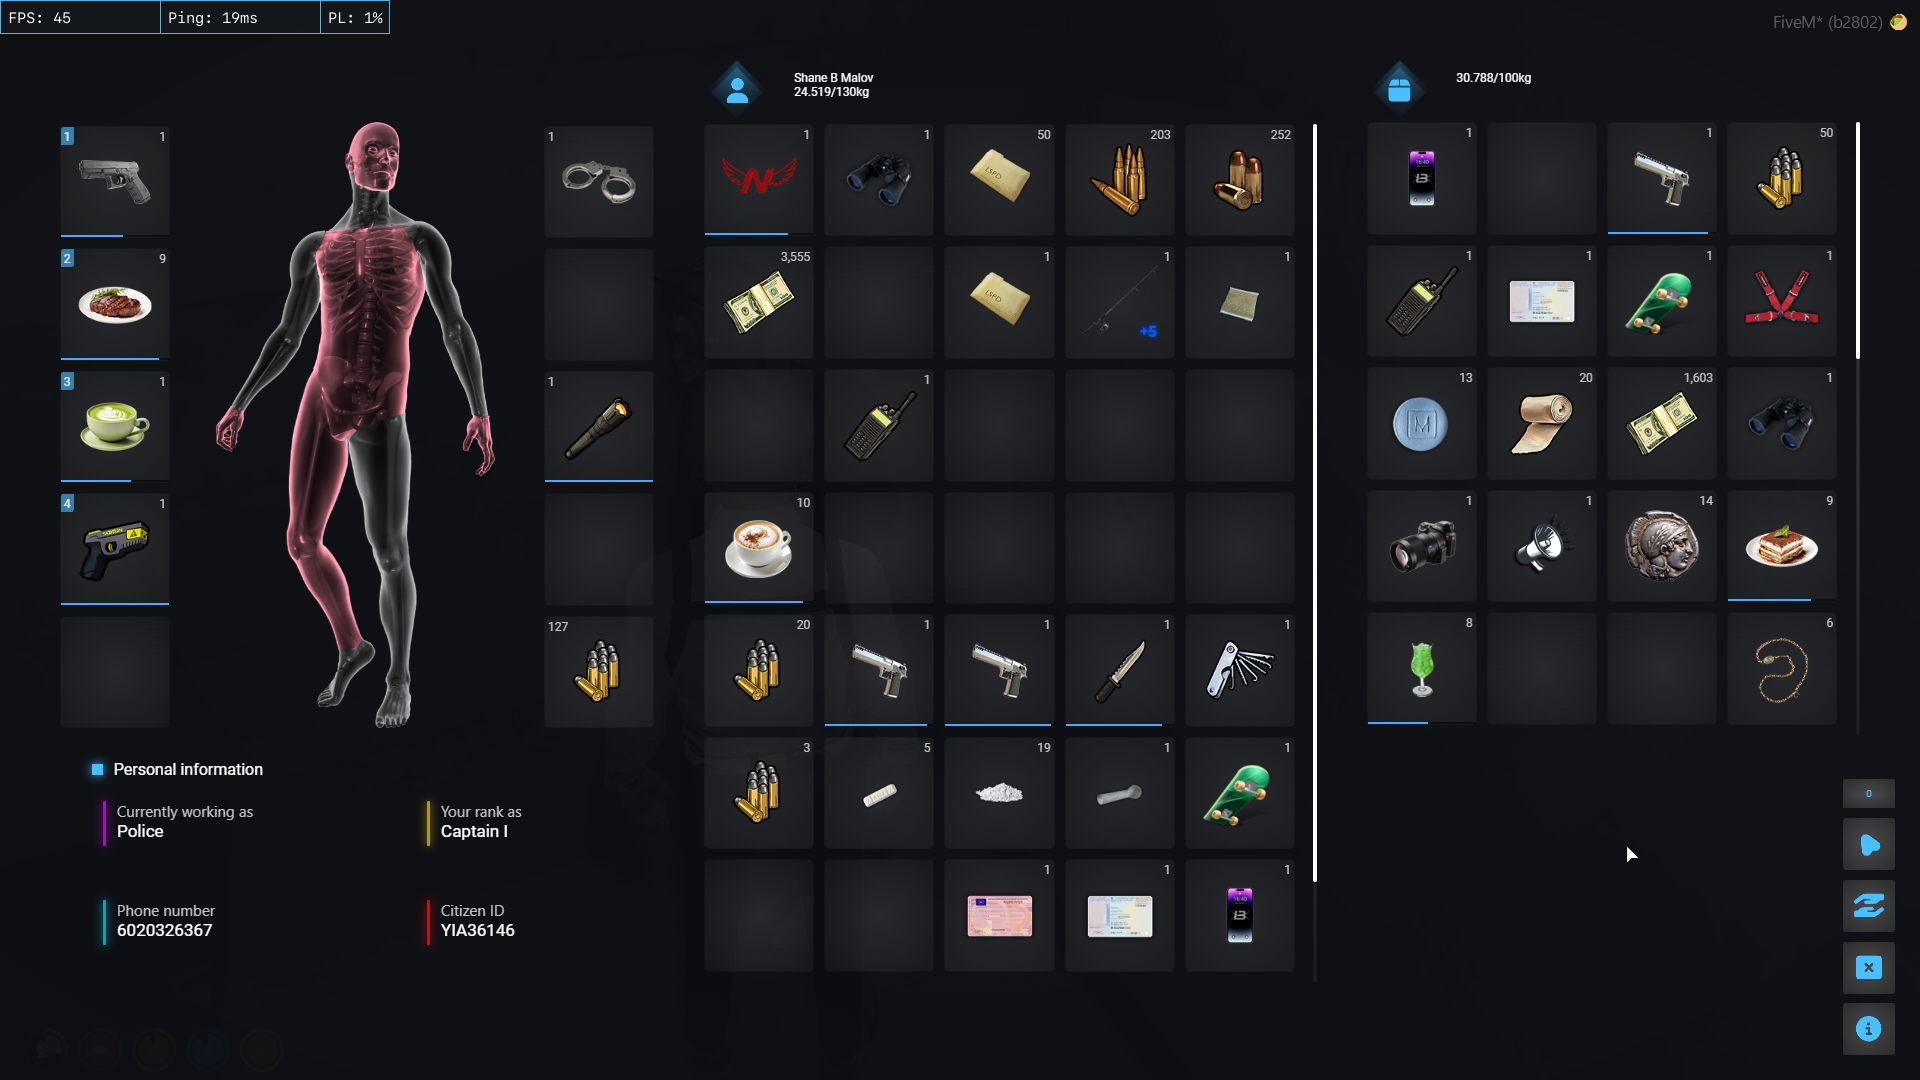 FPS: 45
Ping: 19ms
PL: 1%
FiveM* (b2802)
Shane B Malov
24.519/130kg
30.788/100kg
1 1
2 9
3 1
4 1
1
1
127
1 1 50 203 252
3,555 1 1 1
LSPD
LSPD
+5
1
10
20 1 1 1 1
3 5 19 1 1
1 1 1
1 1 50
1 1 1 1
13 20 1,603 1
M
1 1 14 9
8 6
Personal information
Currently working as
Police
Your rank as
Captain I
Phone number
6020326367
Citizen ID
YIA36146
0